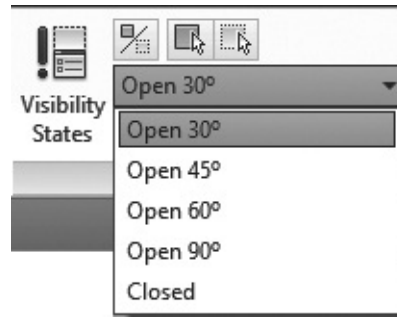 Visibility
States
Open 30º
Open 30º
Open 45º
Open 60º
Open 90º
Closed